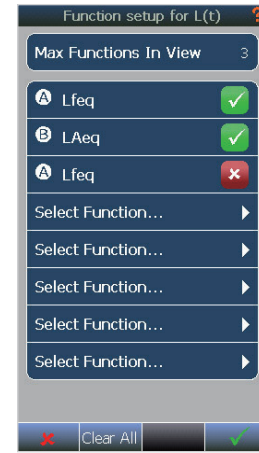 Function setup for L(t) ?
Max Functions In View 3
A Lfeq
B LAeq
A Lfeq
Select Function...
Select Function...
Select Function...
Select Function...
Select Function...
Clear All